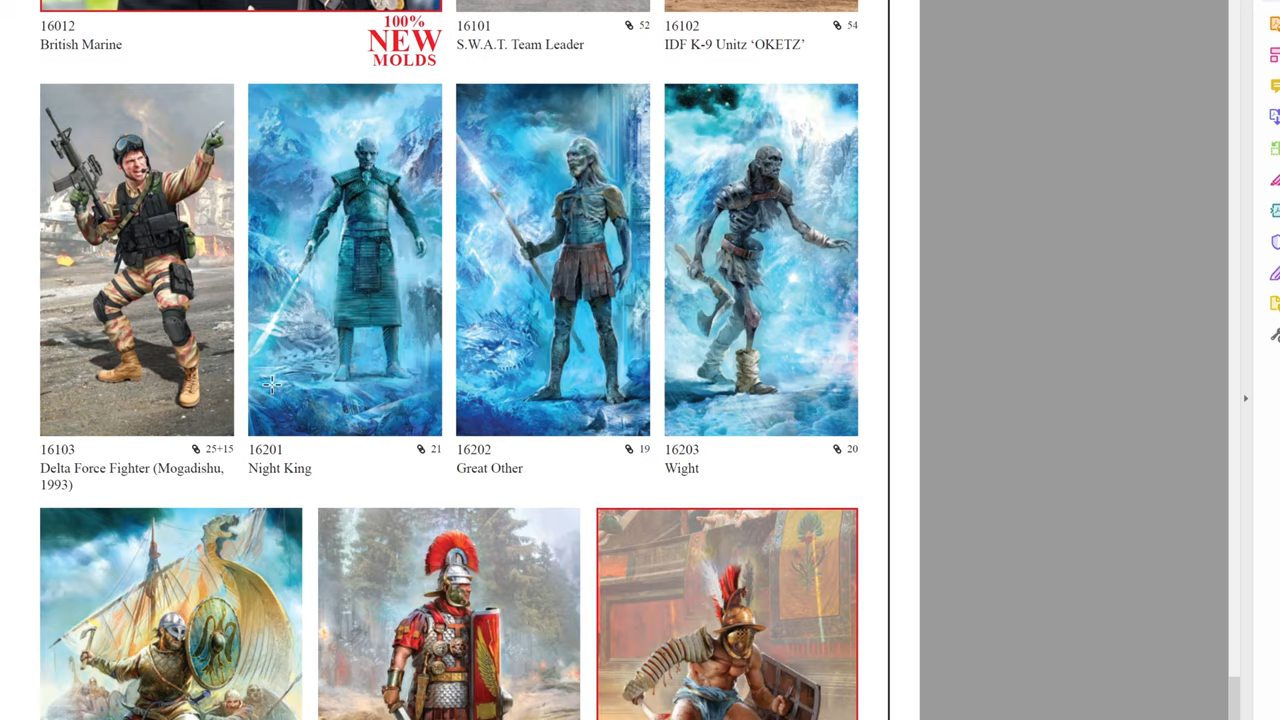 16012
British Marine
100%
NEW
MOLDS
16101 52
S.W.A.T. Team Leader
16102 54
IDF K-9 Unitz ‘OKETZ’
16103 25+15
Delta Force Fighter (Mogadishu,
1993)
16201 21
Night King
16202 19
Great Other
16203 20
Wight